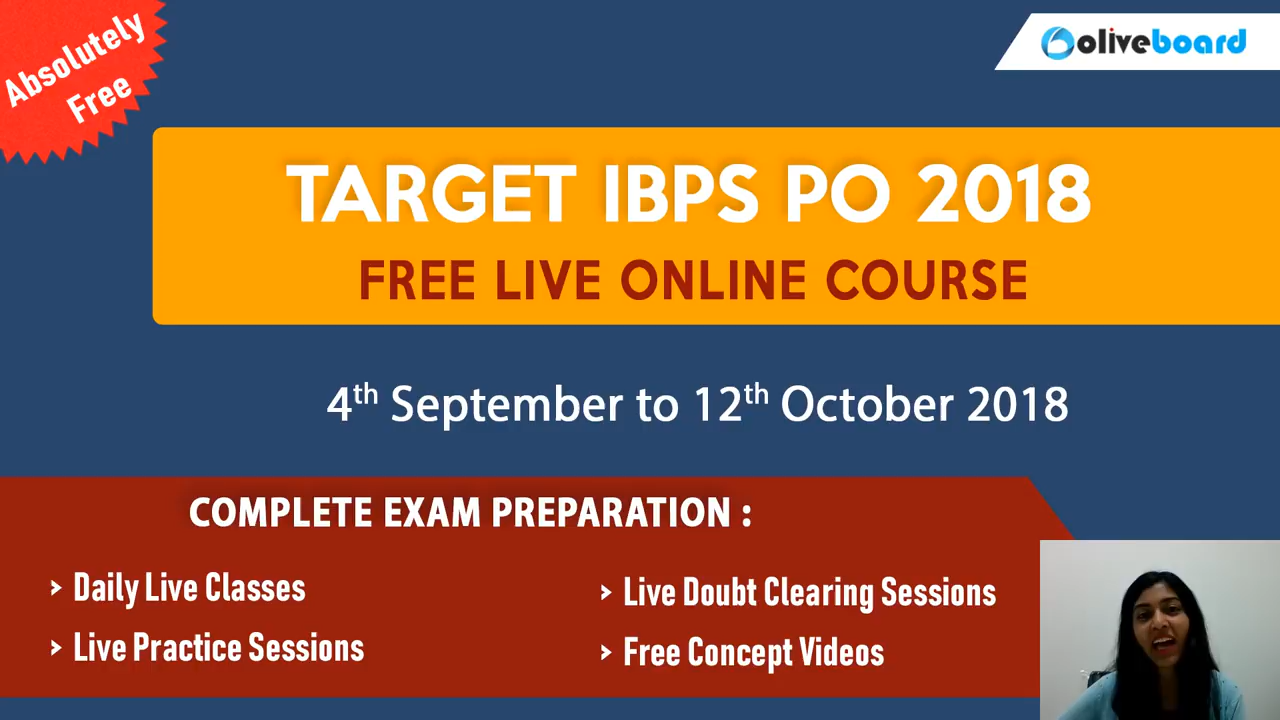 Absolutely
Free
oliveboard
TARGET IBPS PO 2018
FREE LIVE ONLINE COURSE
4th September to 12th October 2018
COMPLETE EXAM PREPARATION :
> Daily Live Classes
> Live Practice Sessions
> Live Doubt Clearing Sessions
> Free Concept Videos